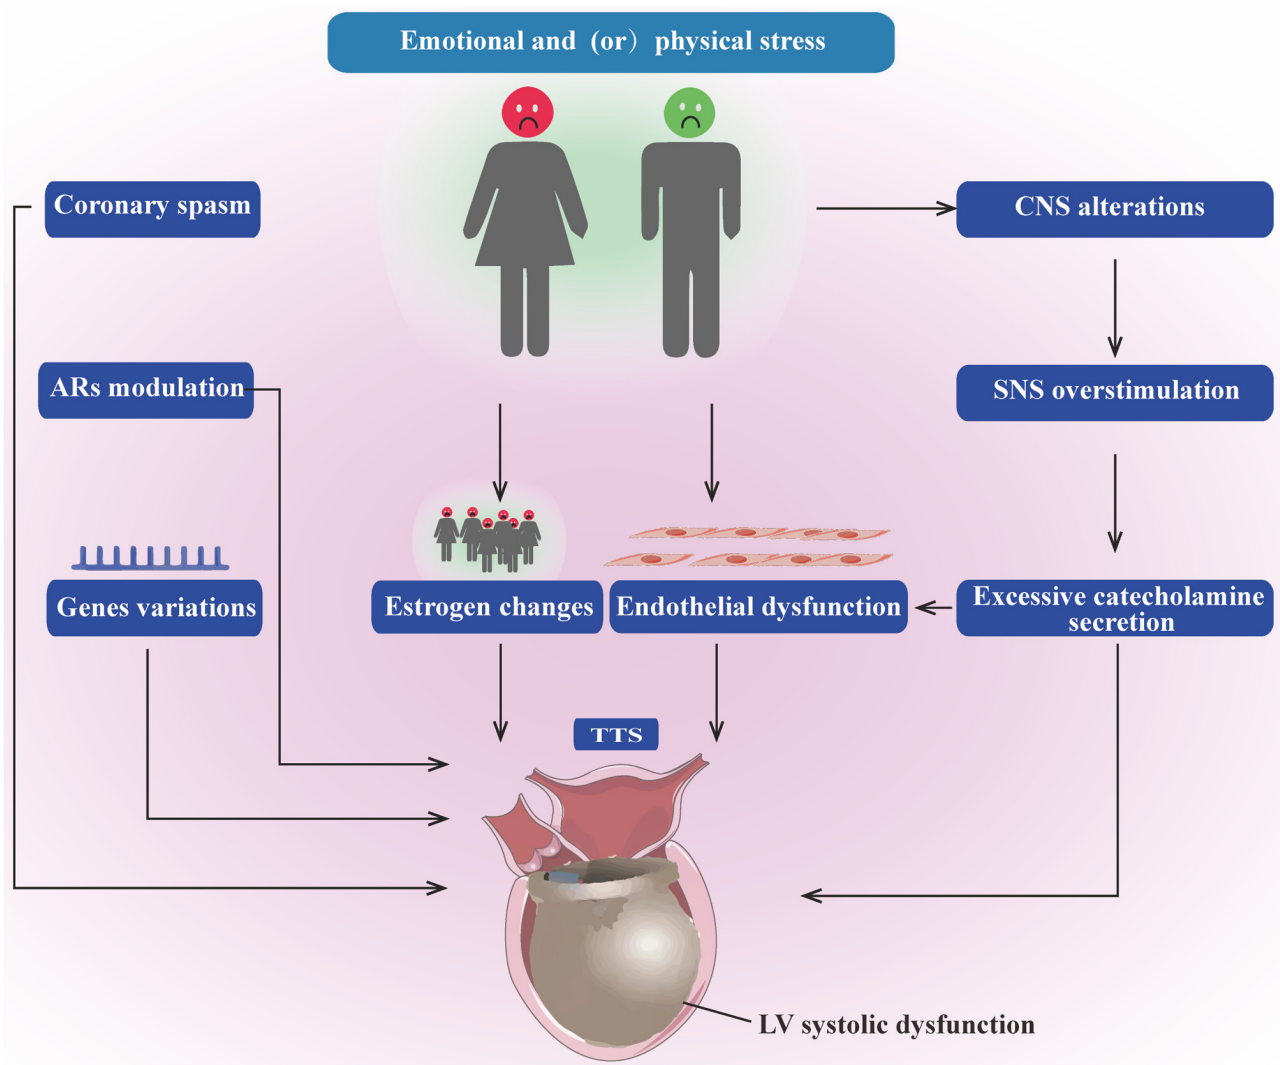 Emotional and (or） physical stress
Coronary spasm
CNS alterations
ARs modulation
SNS overstimulation
Genes variations
Estrogen changes
Endothelial dysfunction
Excessive catecholamine
secretion
TTS
LV systolic dysfunction